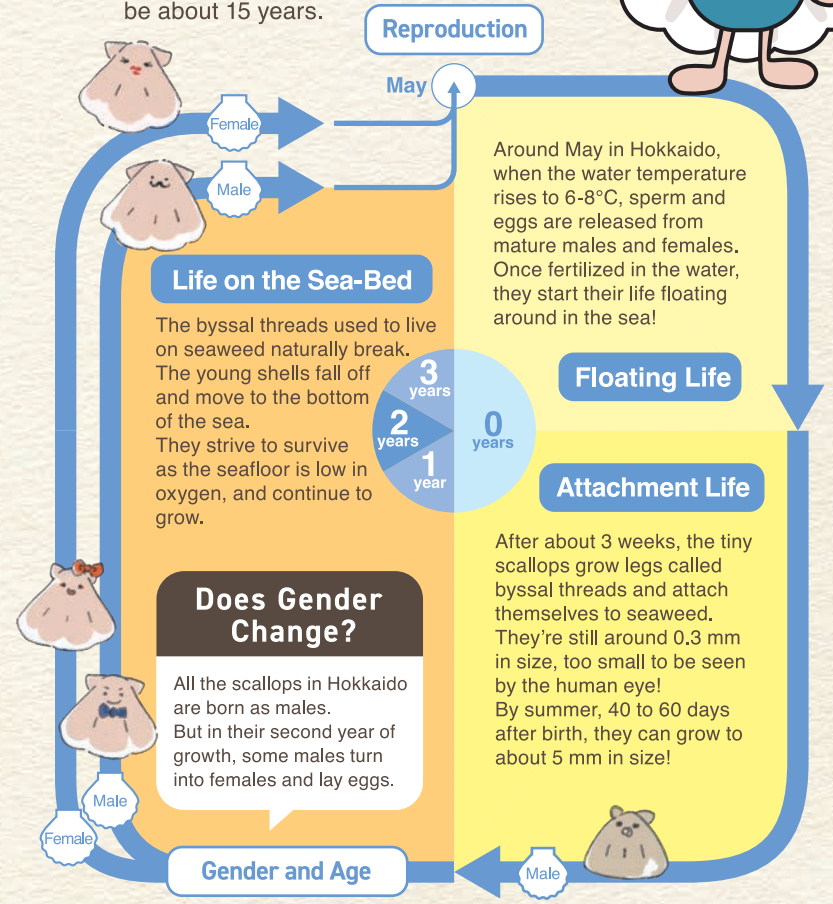 be about 15 years.
Reproduction
May
Female
Male
Around May in Hokkaido,
when the water temperature
rises to 6-8°C, sperm and
eggs are released from
mature males and females.
Once fertilized in the water,
they start their life floating
around in the sea!
Floating Life
Attachment Life
After about 3 weeks, the tiny
scallops grow legs called
byssal threads and attach
themselves to seaweed.
They're still around 0.3 mm
in size, too small to be seen
by the human eye!
By summer, 40 to 60 days
after birth, they can grow to
about 5 mm in size!
Life on the Sea-Bed
The byssal threads used to live
on seaweed naturally break.
The young shells fall off
and move to the bottom
of the sea.
They strive to survive
as the seafloor is low in
oxygen, and continue to
grow.
0
years
1
year
2
years
3
years
Does Gender
Change?
All the scallops in Hokkaido
are born as males.
But in their second year of
growth, some males turn
into females and lay eggs.
Male
Female
Gender and Age
Male